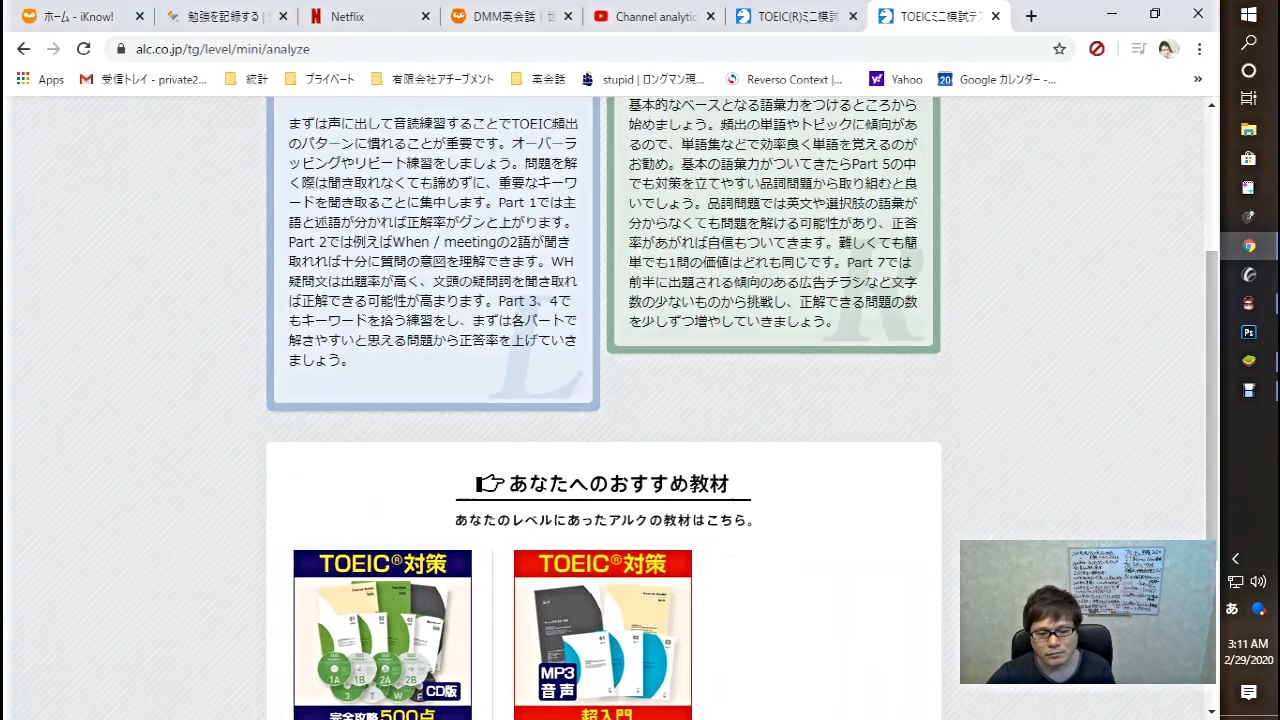 ホーム - iKnow!
勉強を記録する |
Netflix
DMM英会話 |
Channel analytic
TOEIC(R)ミニ模試
TOEICミニ模試テ
alc.co.jp/tg/level/mini/analyze
Apps
受信トレイ - private2...
統計
プライベート
有限会社アチーブメント
英会話
stupid | ロングマン現...
Reverso Context |...
Yahoo
20
Google カレンダー -...
»
まずは声に出して音読練習することでTOEIC頻出
のパターンに慣れることが重要です。オーバーラ
ッピングやリピート練習をしましょう。問題を解
く際は聞き取れなくても諦めずに、重要なキーワ
ードを聞き取ることに集中します。Part 1では主
語と述語が分かれば正解率がグンと上がります。
Part 2では例えばWhen / meetingの2語が聞き
取れれば十分に質問の意図を理解できます。WH
疑問文は出題率が高く、文頭の疑問詞を聞き取れ
ば正解できる可能性が高まります。Part 3、4で
もキーワードを拾う練習をし、まずは各パートで
解きやすいと思える問題から正答率を上げていき
ましょう。
L
基本的なベースとなる語彙力をつけるところから
始めましょう。頻出の単語やトピックに傾向があ
るので、単語集などで効率良く単語を覚えるのが
お勧め。基本の語彙力がついてきたらPart 5の中
でも対策を立てやすい品詞問題から取り組むと良
いでしょう。品詞問題では英文や選択肢の語彙が
分からなくても問題を解ける可能性があり、正答
率があがれば自信もついてきます。難しくても簡
単でも1問の価値はどれも同じです。Part 7では
前半に出題される傾向のある広告チラシなど文字
数の少ないものから挑戦し、正解できる問題の数
を少しずつ増やしていきましょう。
R
あなたへのおすすめ教材
あなたのレベルにあったアルクの教材はこちら。
TOEIC®対策
1A
1B
2A
2B
3
T
CD版
完全攻略500点
TOEIC®対策
MP3
音声
超入門
Ps
あ
3:11 AM
2/29/2020